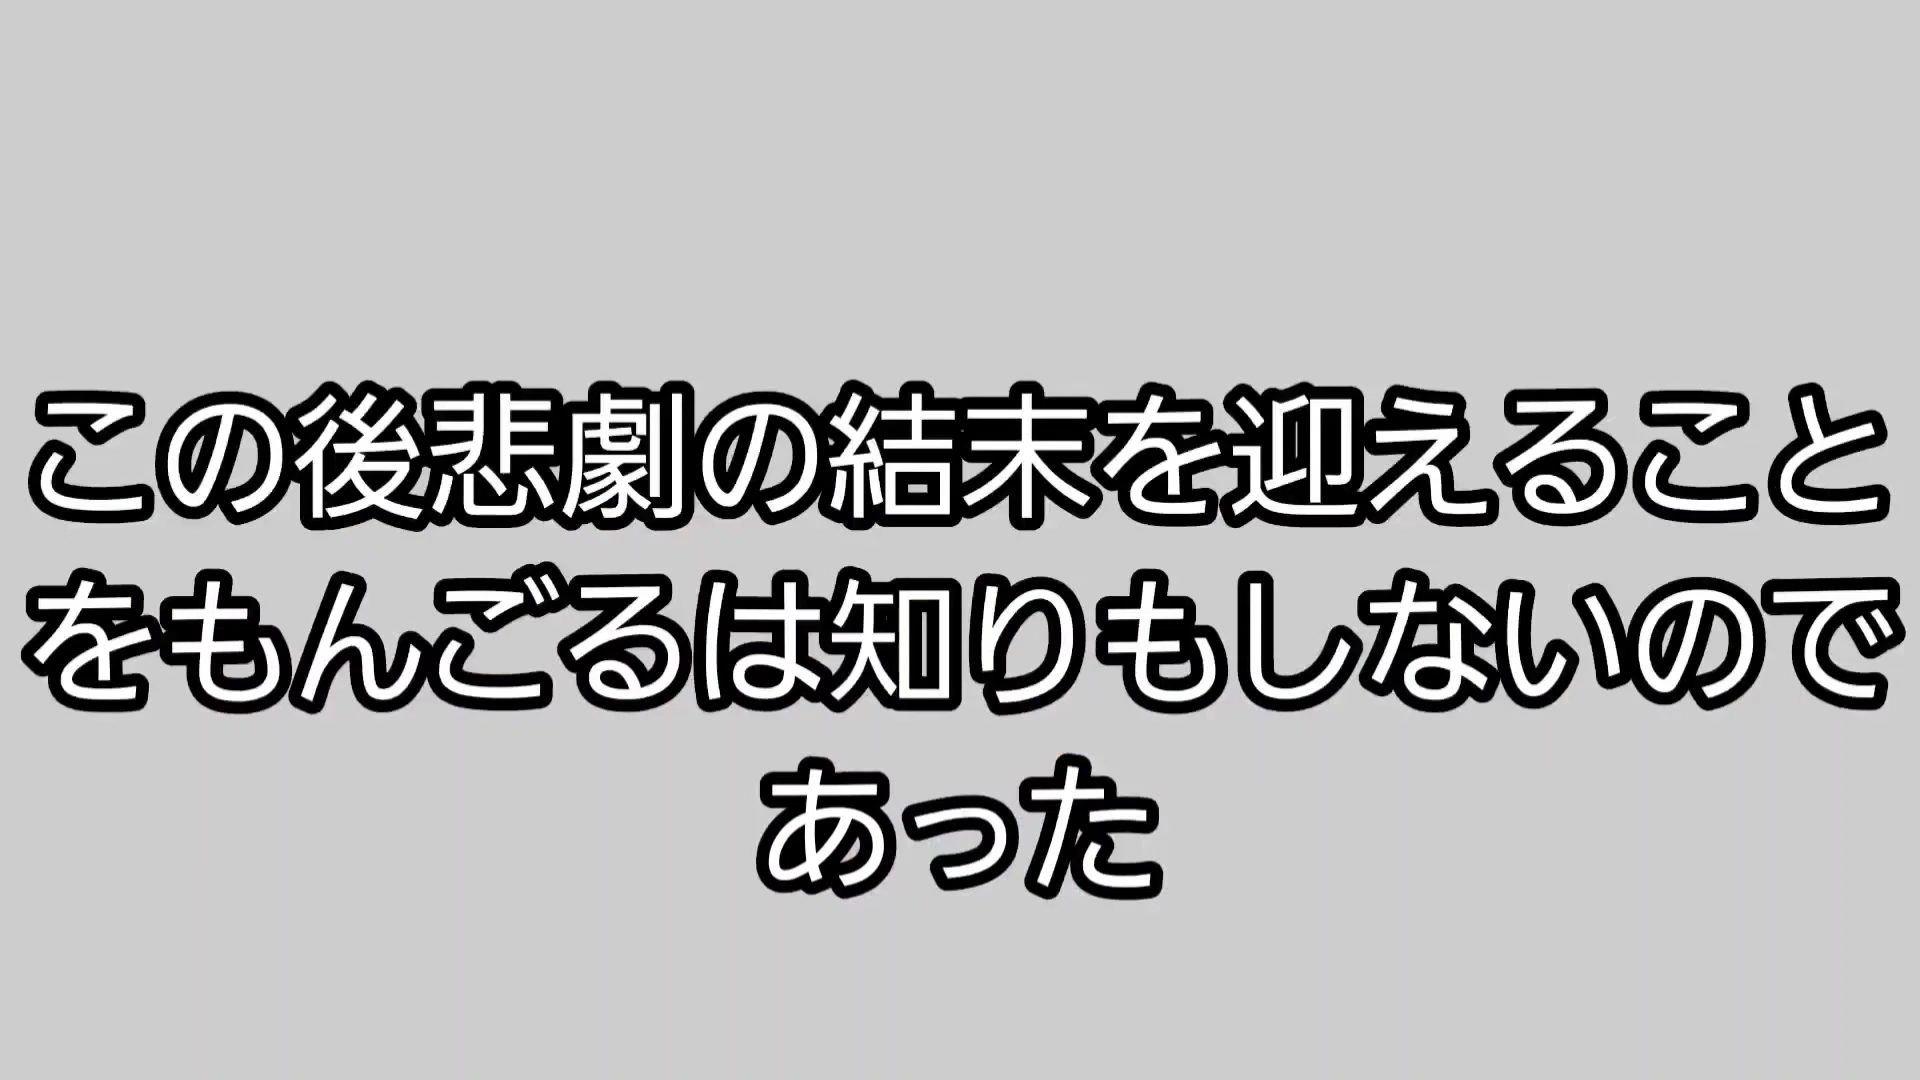 この後悲劇の結末を迎えること
をもんごるは知りもしないので
あった